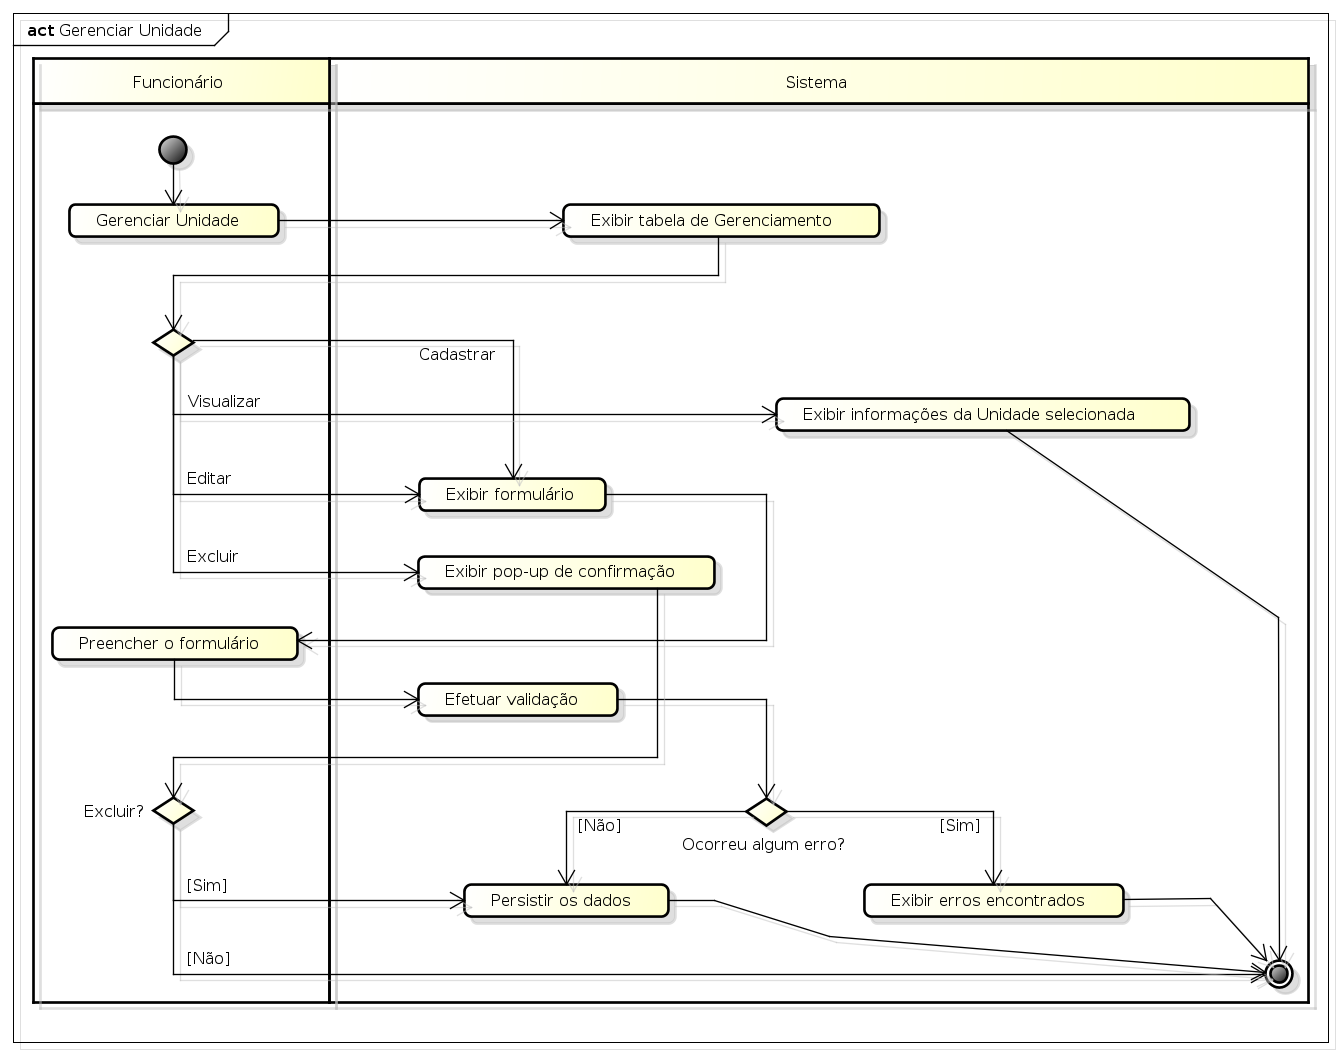 act Gerenciar Unidade
Funcionário
Sistema
Gerenciar Unidade
Exibir tabela de Gerenciamento
Cadastrar
Visualizar
Exibir informações da Unidade selecionada
Editar
Exibir formulário
Excluir
Exibir pop-up de confirmação
Preencher o formulário
Efetuar validação
Excluir?
[Não]
[Sim]
Ocorreu algum erro?
[Sim]
Persistir os dados
Exibir erros encontrados
[Não]